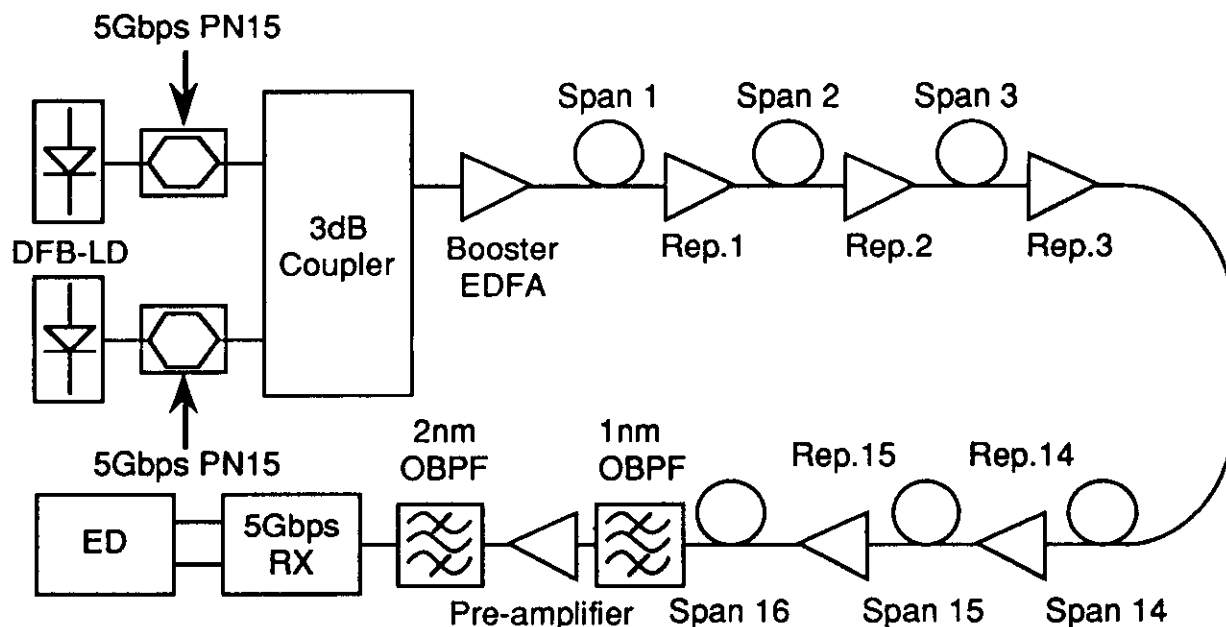 5Gbps PN15
DFB-LD
5Gbps PN15
3dB
Coupler
Booster
EDFA
Span 1
Rep.1
Span 2
Rep.2
Span 3
Rep.3
Span 14
Rep.14
Span 15
Rep.15
Span 16
1nm
OBPF
Pre-amplifier
2nm
OBPF
5Gbps
RX
ED